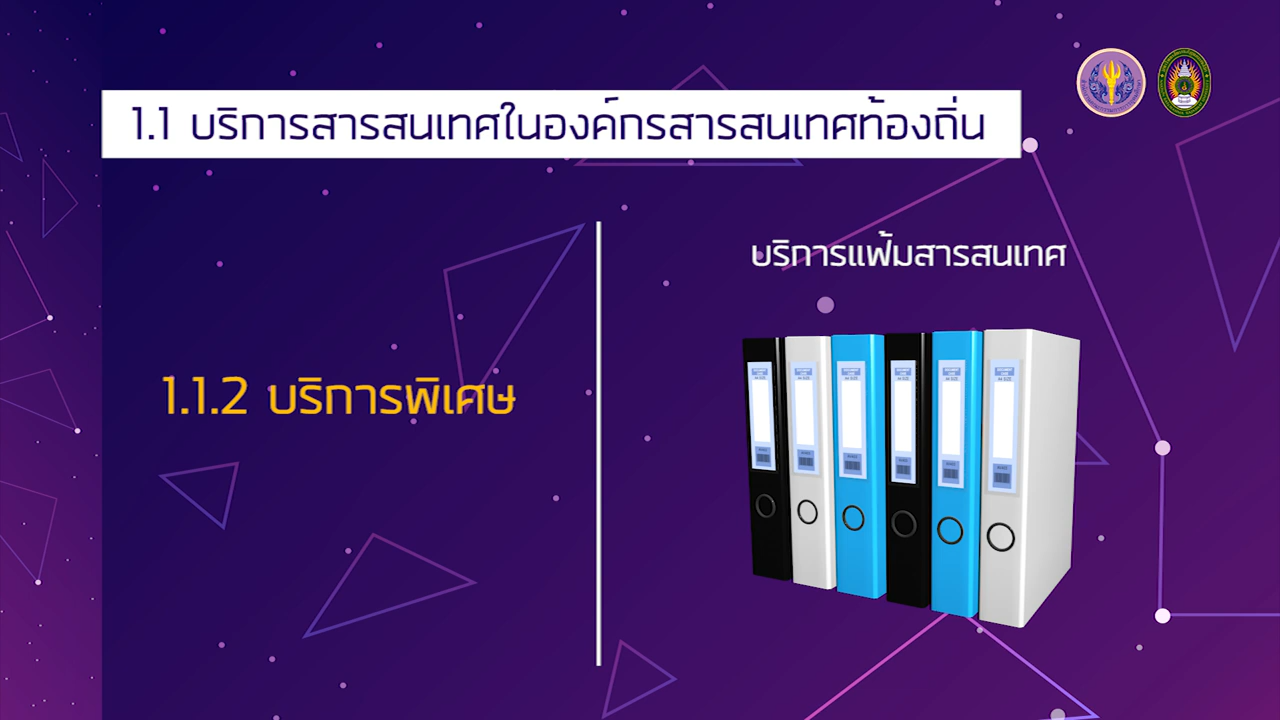 1.1 บริการสารสนเทศในองค์กรสารสนเทศท้องถิ่น
บริการแฟ้มสารสนเทศ
1.1.2 บริการพิเศษ